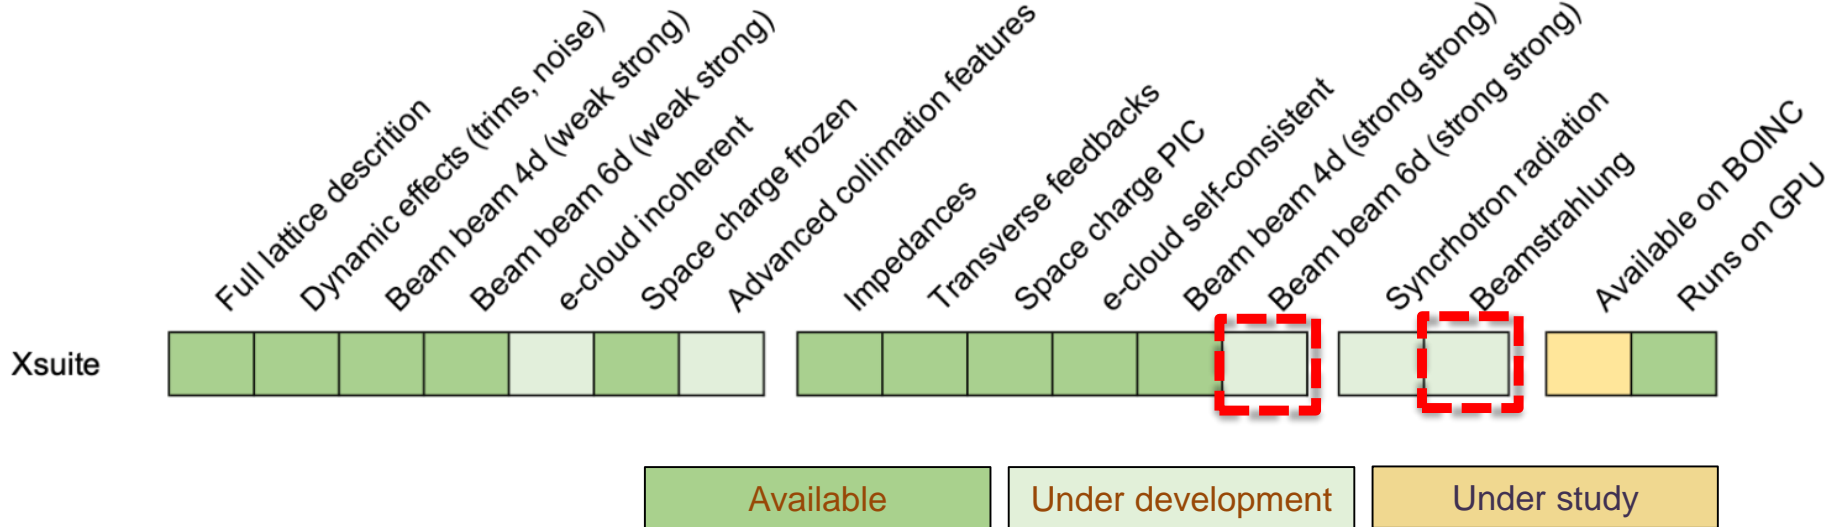 Full lattice descrition
Dynamic effects (trims, noise)
Beam beam 4d (weak strong)
Beam beam 6d (weak strong)
e-cloud incoherent
Space charge frozen
Advanced collimation features
Impedances
Transverse feedbacks
Space charge PIC
e-cloud self-consistent
Beam beam 4d (strong strong)
Beam beam 6d (strong strong)
Syncrhotron radiation
Beamstrahlung
Available on BOINC
Runs on GPU
Xsuite
Available
Under development
Under study